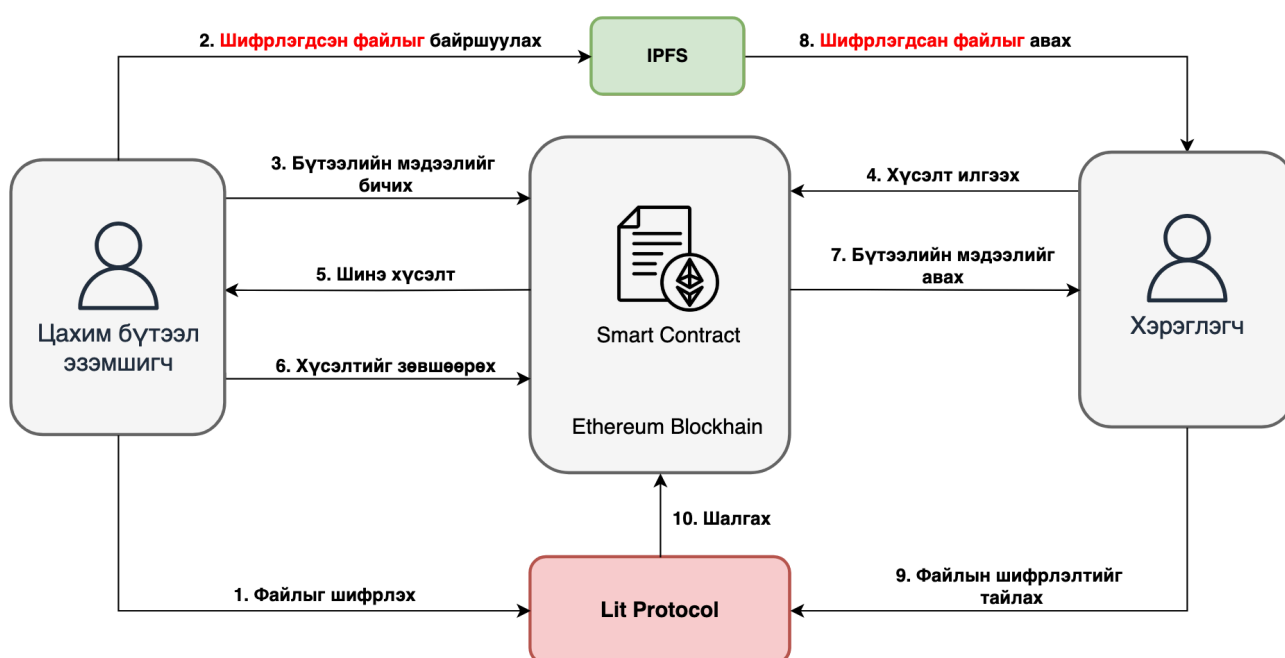 2. Шифрлэгдсэн файлыг байршуулах
IPFS
8. Шифрлэгдсан файлыг авах
3. Бүтээлийн мэдээлийг
бичих
4. Хүсэлт илгээх
5. Шинэ хүсэлт
7. Бүтээлийн мэдээлийг
авах
Цахим бүтээл
эзэмшигч
Smart Contract
Хэрэглэгч
6. Хүсэлтийг зөвшөөрөх
Ethereum Blockhain
10. Шалгах
1. Файлыг шифрлэх
Lit Protocol
9. Файлын шифрлэлтийг
тайлах